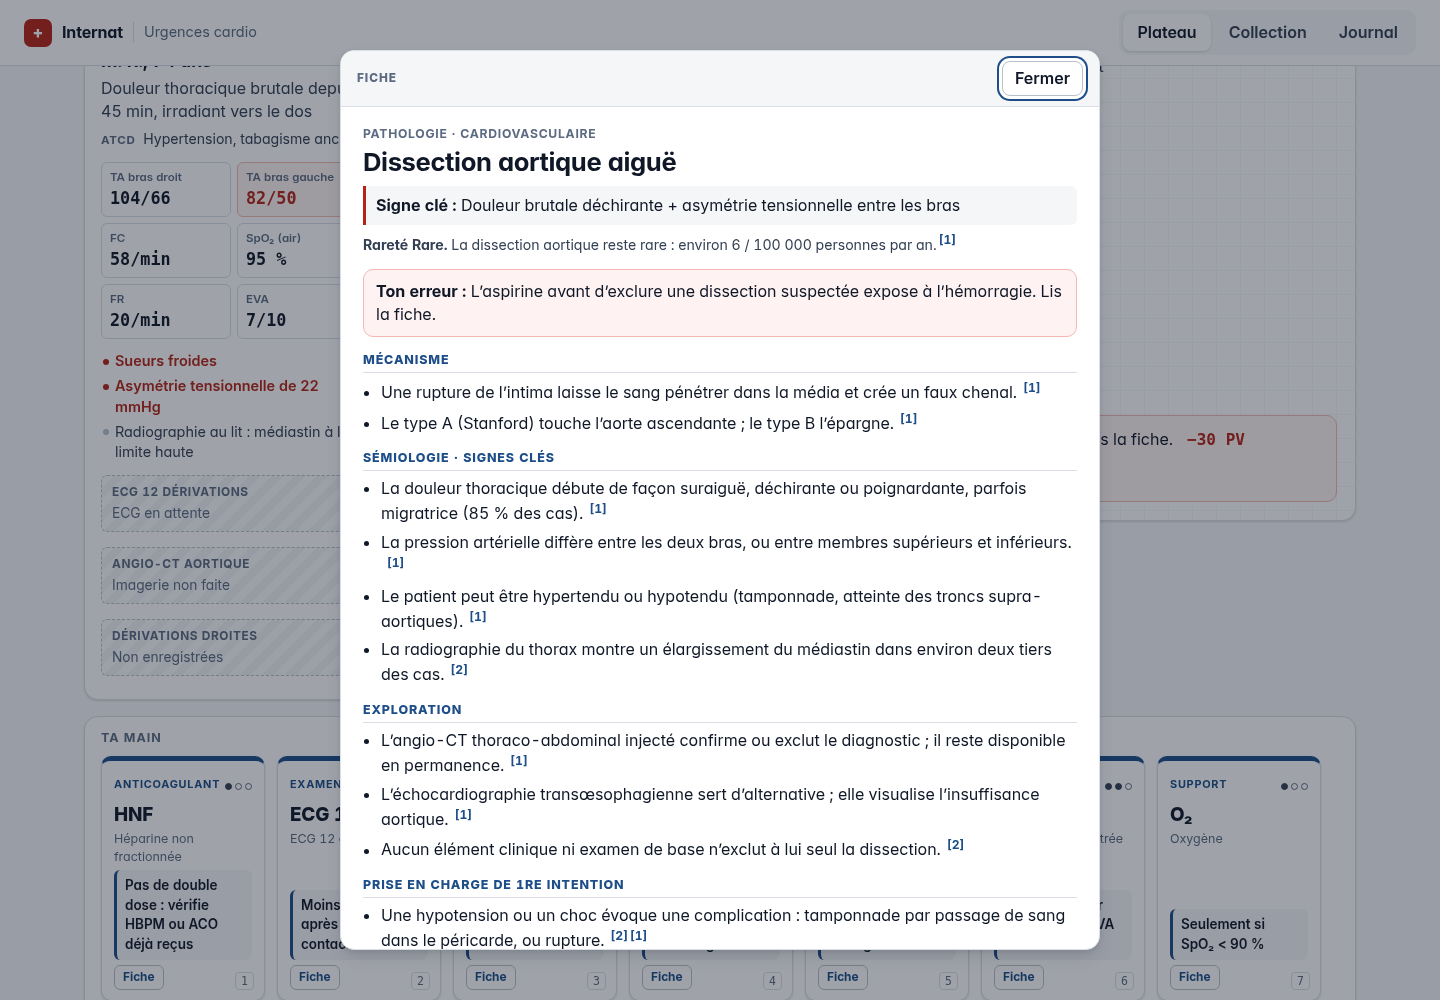 Internat
Urgences cardio
Plateau
Collection
Journal
Douleur thoracique brutale
45 min, irradiant vers le dos
ATCD Hypertension, tabagisme
TA bras droit
104/66
TA bras gauche
82/50
FC
58/min
SpO₂ (air)
95 %
FR
20/min
EVA
7/10
Sueurs froides
Asymétrie tensionnelle de 22
mmHg
Radiographie au lit : médiastin à
limite haute
ECG 12 DÉRIVATIONS
ECG en attente
ANGIO-CT AORTIQUE
Imagerie non faite
DÉRIVATIONS DROITES
Non enregistrées
FICHE
Fermer
PATHOLOGIE · CARDIOVASCULAIRE
Dissection aortique aiguë
Signe clé : Douleur brutale déchirante + asymétrie tensionnelle entre les bras
Rareté Rare. La dissection aortique reste rare : environ 6 / 100 000 personnes par an. [1]
Ton erreur : L'aspirine avant d'exclure une dissection suspectée expose à l'hémorragie. Lis
la fiche.
MÉCANISME
• Une rupture de l'intima laisse le sang pénétrer dans la média et crée un faux chenal. [1]
• Le type A (Stanford) touche l'aorte ascendante ; le type B l'épargne. [1]
SÉMIOLOGIE · SIGNES CLÉS
• La douleur thoracique débute de façon suraiguë, déchirante ou poignardante, parfois
migratrice (85 % des cas). [1]
• La pression artérielle diffère entre les deux bras, ou entre membres supérieurs et inférieurs.
[1]
• Le patient peut être hypertendu ou hypotendu (tamponnade, atteinte des troncs supra-
aortiques). [1]
• La radiographie du thorax montre un élargissement du médiastin dans environ deux tiers
des cas. [2]
EXPLORATION
• L'angio-CT thoraco-abdominal injecté confirme ou exclut le diagnostic ; il reste disponible
en permanence. [1]
• L'échocardiographie transœsophagienne sert d'alternative ; elle visualise l'insuffisance
aortique. [1]
• Aucun élément clinique ni examen de base n'exclut à lui seul la dissection. [2]
PRISE EN CHARGE DE 1RE INTENTION
• Une hypotension ou un choc évoque une complication : tamponnade par passage de sang
dans le péricarde, ou rupture. [2] [1]
la fiche. −30 PV
TA MAIN
ANTICOAGULANT
HNF
Héparine non
fractionnée
Pas de double
dose : vérifie
HBPM ou ACO
déjà reçus
Fiche 1
EXAMEN
ECG
ECG 12
après
Fiche 2
Fiche 3
Fiche 4
Fiche 5
Fiche 6
SUPPORT
O₂
Oxygène
Seulement si
SpO₂ < 90 %
Fiche 7